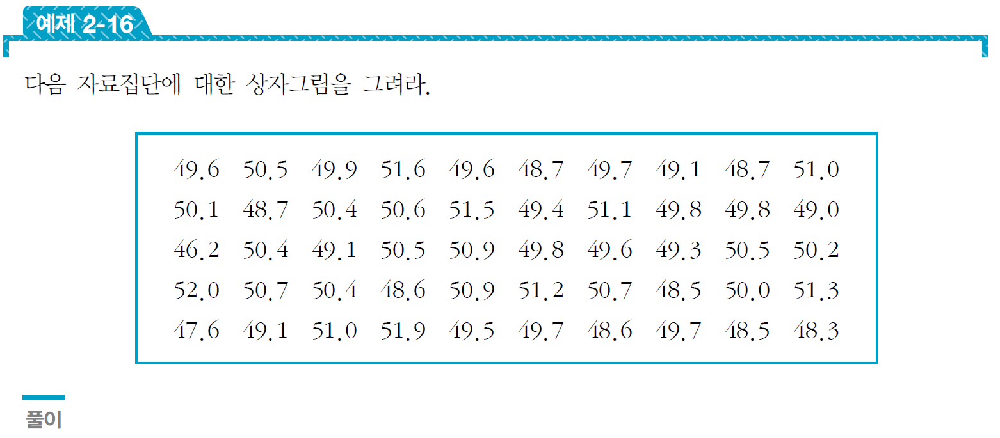 예제 2-16
다음 자료집단에 대한 상자그림을 그려라.
49.6 50.5 49.9 51.6 49.6 48.7 49.7 49.1 48.7 51.0
50.1 48.7 50.4 50.6 51.5 49.4 51.1 49.8 49.8 49.0
46.2 50.4 49.1 50.5 50.9 49.8 49.6 49.3 50.5 50.2
52.0 50.7 50.4 48.6 50.9 51.2 50.7 48.5 50.0 51.3
47.6 49.1 51.0 51.9 49.5 49.7 48.6 49.7 48.5 48.3
풀이